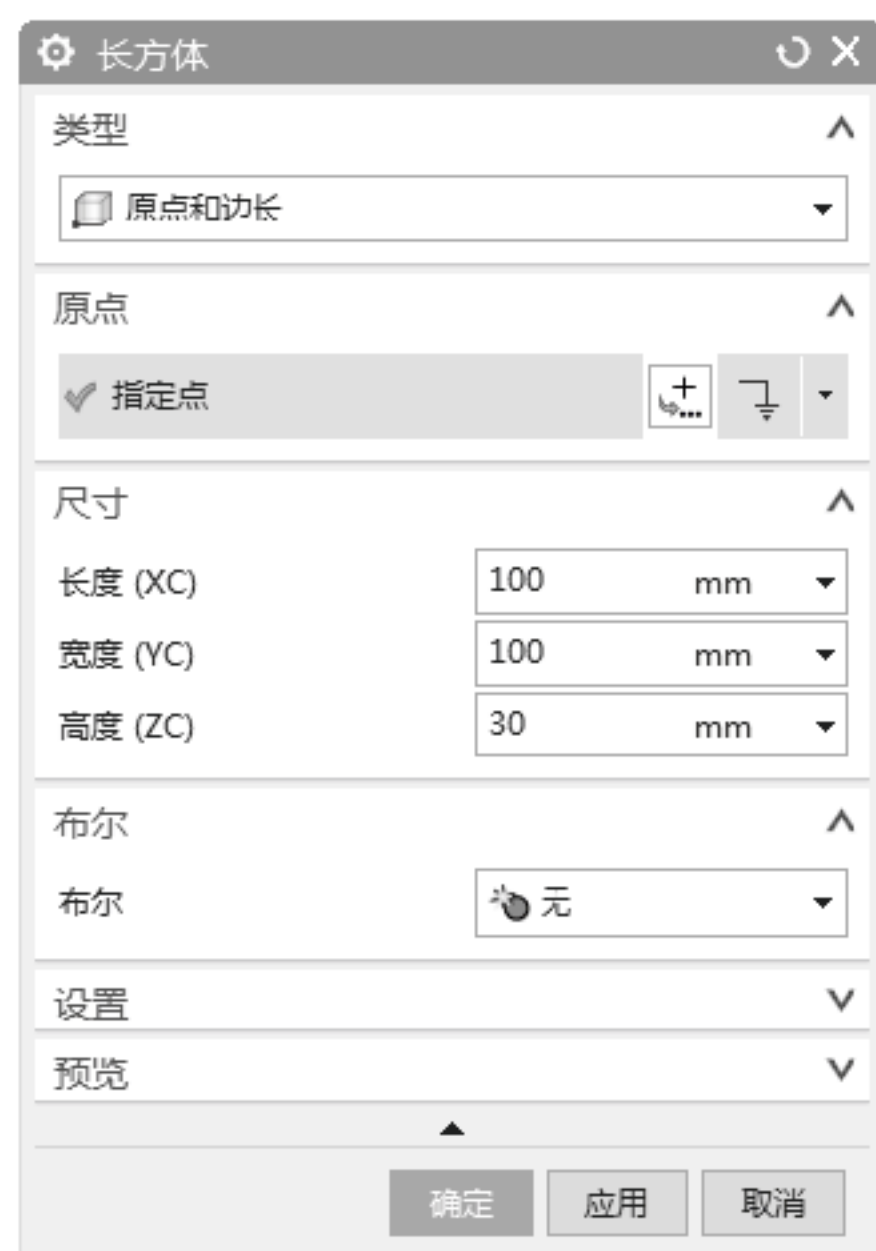 长方体
类型
原点和边长
原点
指定点
尺寸
长度 (XC) 100 mm
宽度 (YC) 100 mm
高度 (ZC) 30 mm
布尔
布尔 无
设置
预览
确定 应用 取消